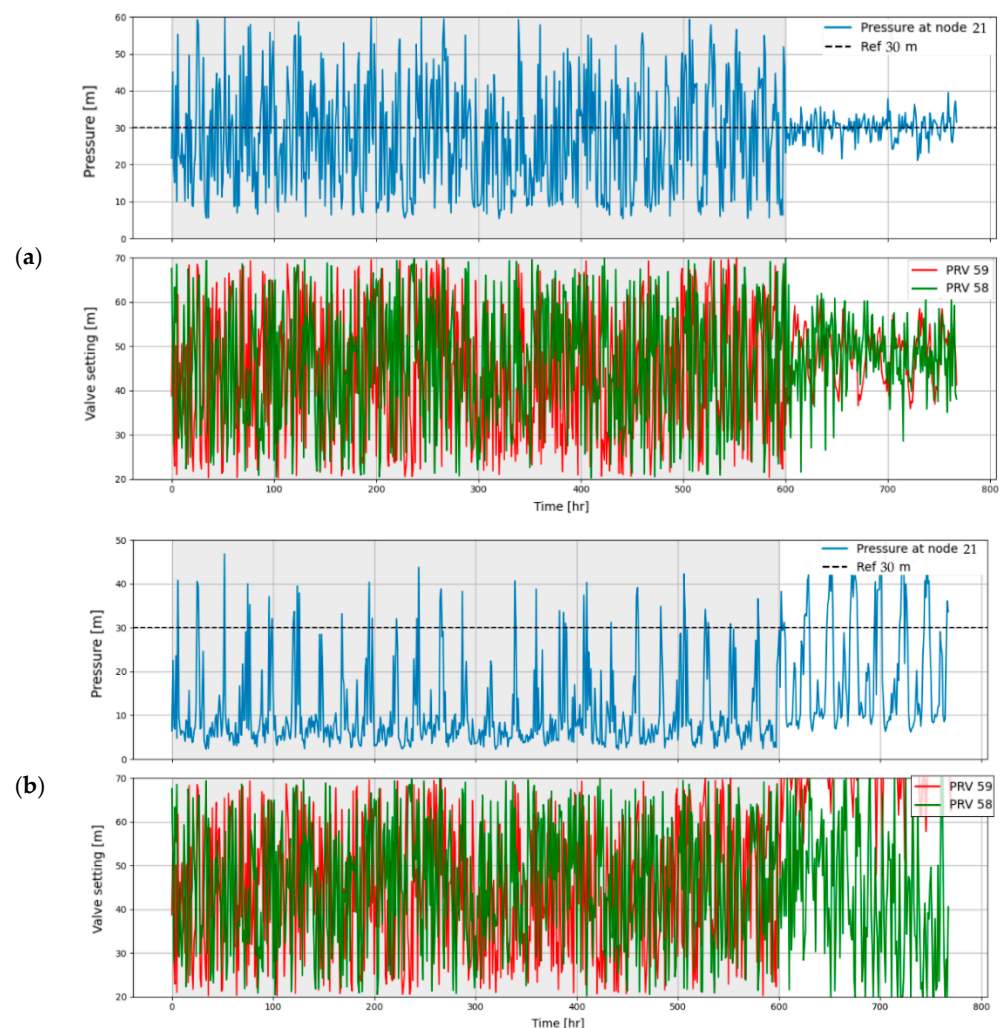 60
50
40
30
20
10
0
Pressure [m]
Pressure at node 21
Ref 30 m
(a)
70
60
50
40
30
20
Valve setting [m]
PRV 59
PRV 58
0 100 200 300 400 500 600 700 800
Time [hr]
50
40
30
20
10
0
Pressure [m]
Pressure at node 21
Ref 30 m
(b)
70
60
50
40
30
20
Valve setting [m]
PRV 59
PRV 58
0 100 200 300 400 500 600 700 800
Time [hr]